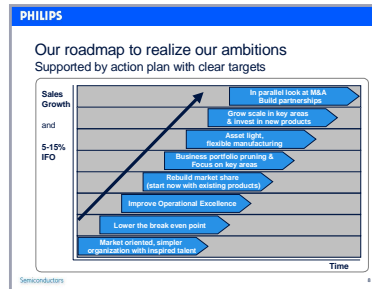 PHILIPS
Our roadmap to realize our ambitions
Supported by action plan with clear targets
Sales
Growth
and
5-15%
IFO
In parallel look at M&A
Build partnerships
Grow scale in key areas
& invest in new products
Asset light,
flexible manufacturing
Business portfolio pruning &
Focus on key areas
Rebuild market share
(start now with existing products)
Improve Operational Excellence
Lower the break even point
Market oriented, simpler
organization with inspired talent
Time
Semiconductors